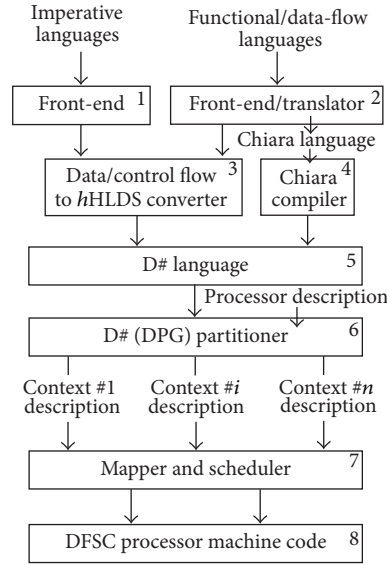 Imperative
languages
Functional/data-flow
languages
Front-end 1
Front-end/translator 2
Chiara language
Data/control flow
to hHLDS converter 3
Chiara
compiler 4
D# language 5
Processor description
D# (DPG) partitioner 6
Context #1
description
Context #i
description
Context #n
description
Mapper and scheduler 7
DFSC processor machine code 8